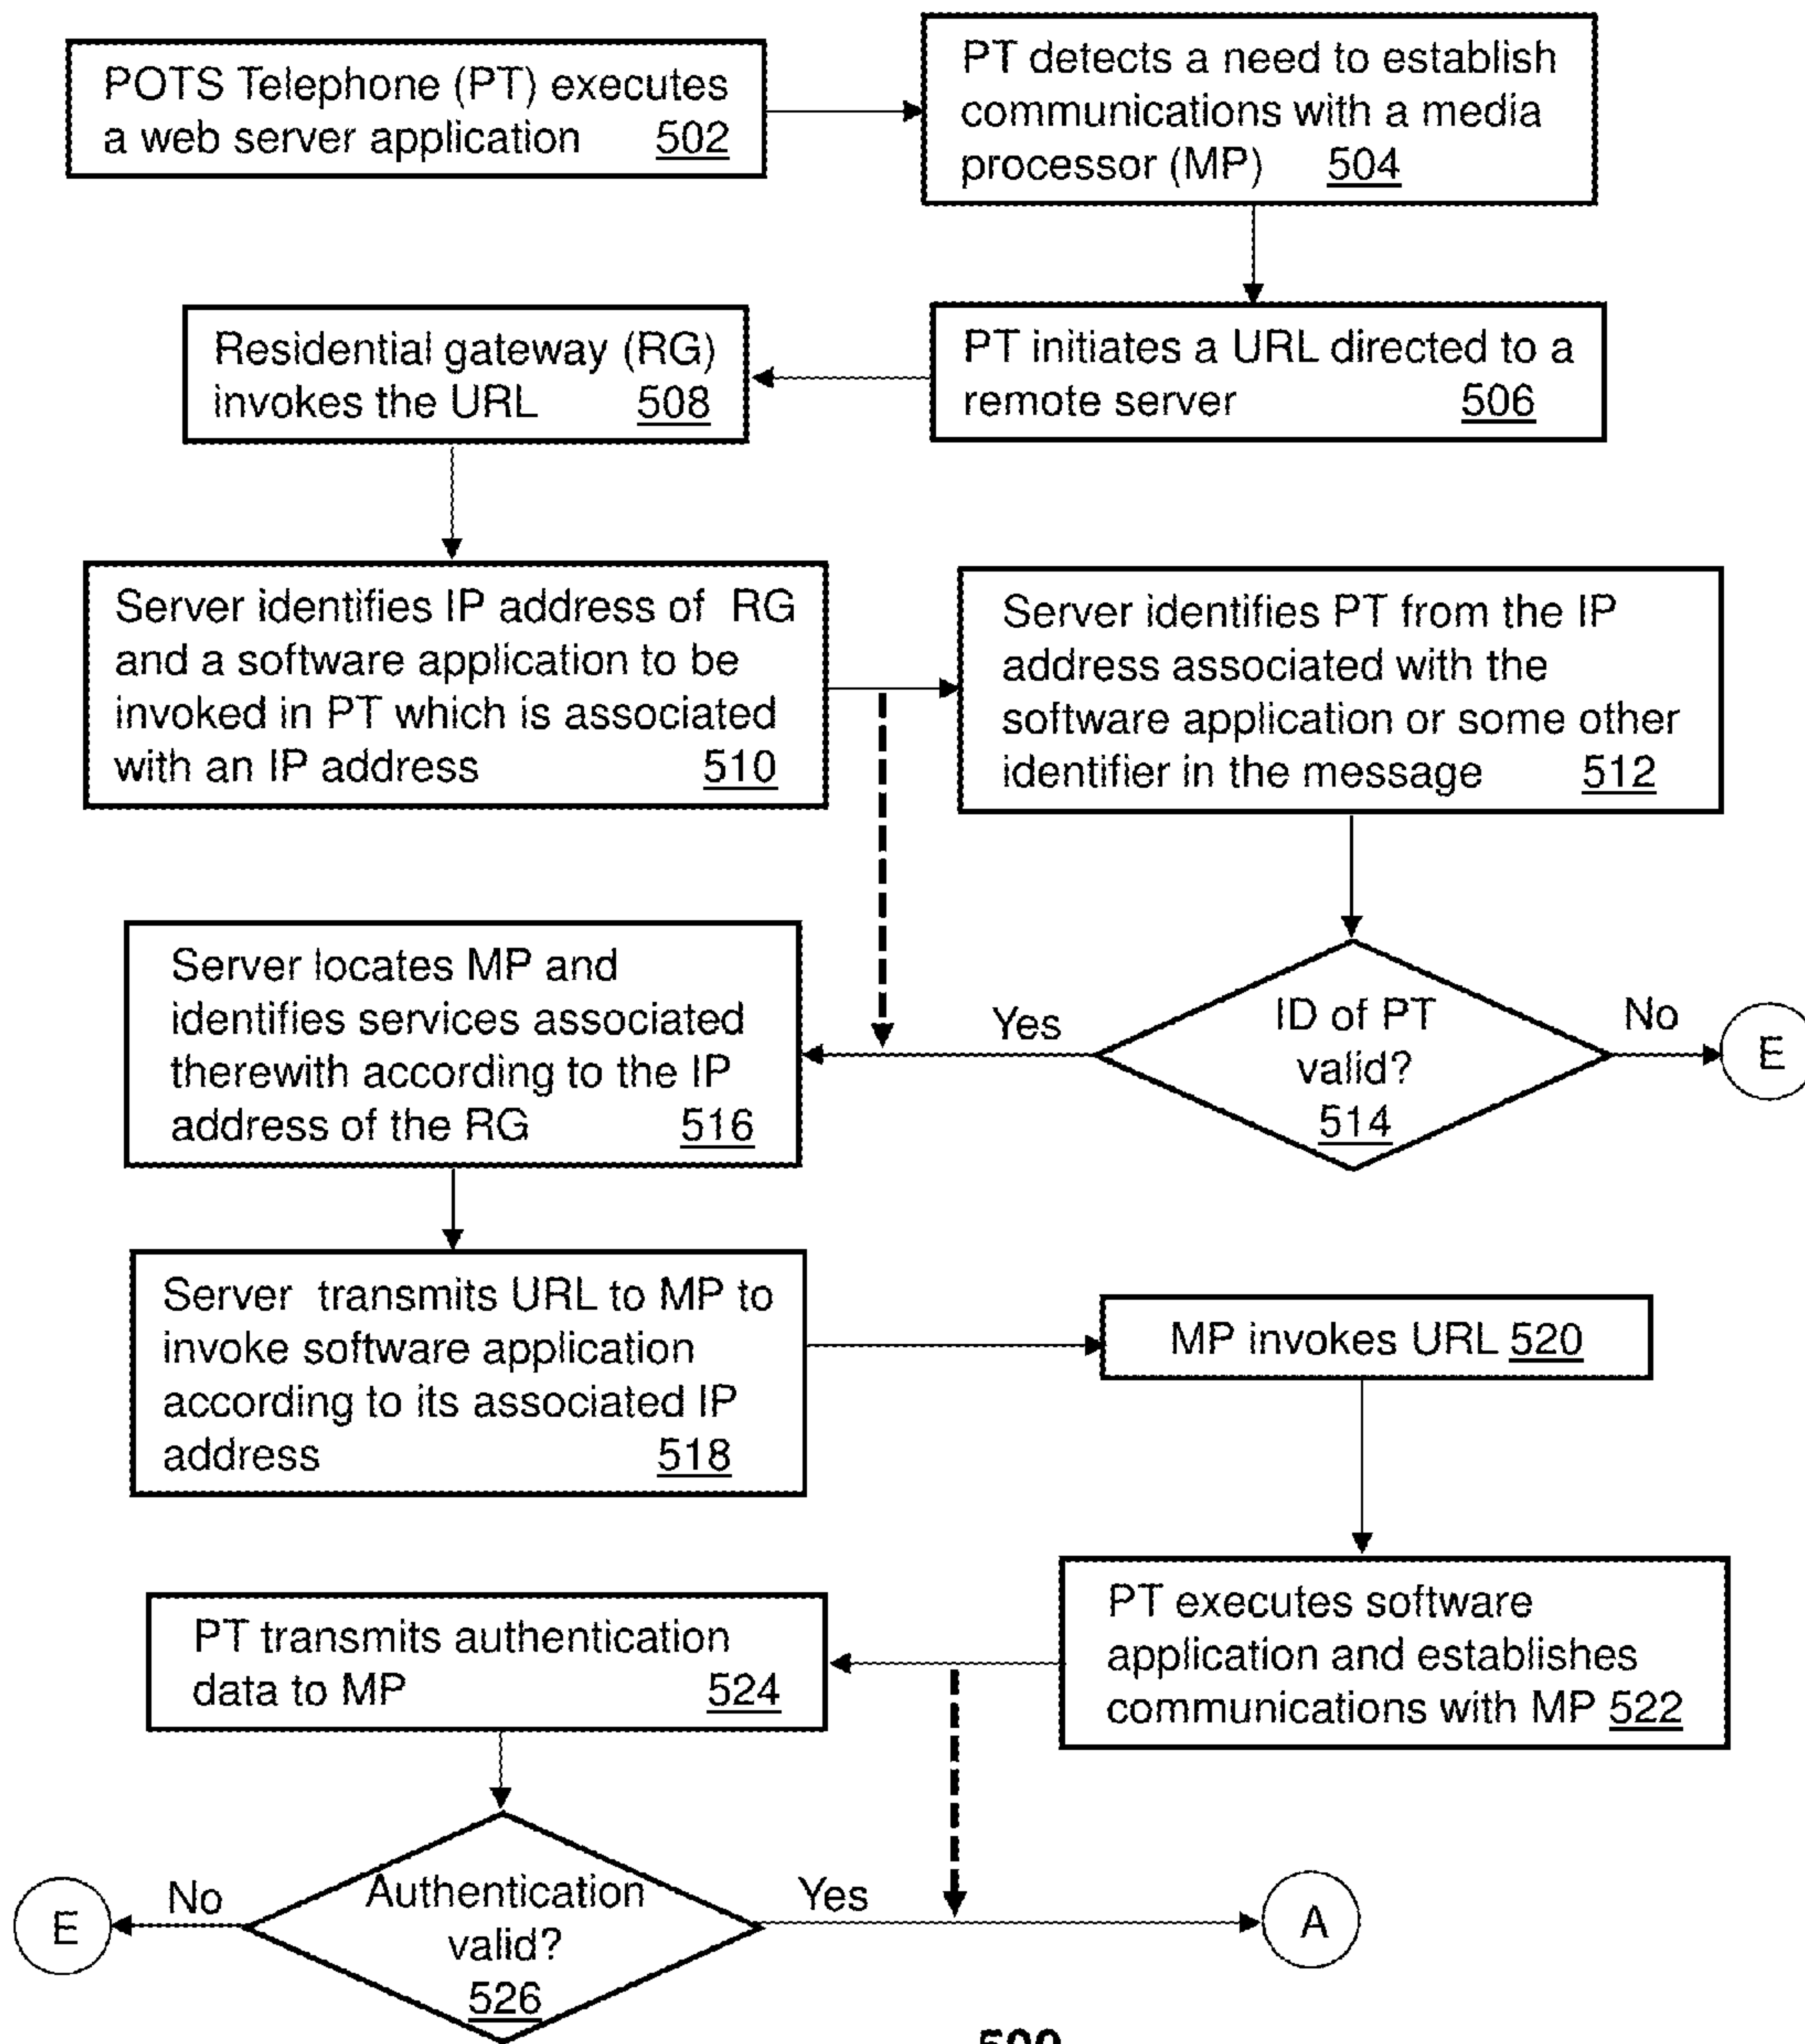 POTS Telephone (PT) executes
a web server application 502
PT detects a need to establish
communications with a media
processor (MP) 504
PT initiates a URL directed to a
remote server 506
Residential gateway (RG)
invokes the URL 508
Server identifies IP address of RG
and a software application to be
invoked in PT which is associated
with an IP address 510
Server identifies PT from the IP
address associated with the
software application or some other
identifier in the message 512
ID of PT
valid?
514
Yes
No
E
Server locates MP and
identifies services associated
therewith according to the IP
address of the RG 516
Server transmits URL to MP to
invoke software application
according to its associated IP
address 518
MP invokes URL 520
PT executes software
application and establishes
communications with MP 522
PT transmits authentication
data to MP 524
Authentication
valid?
526
No
E
Yes
A
500